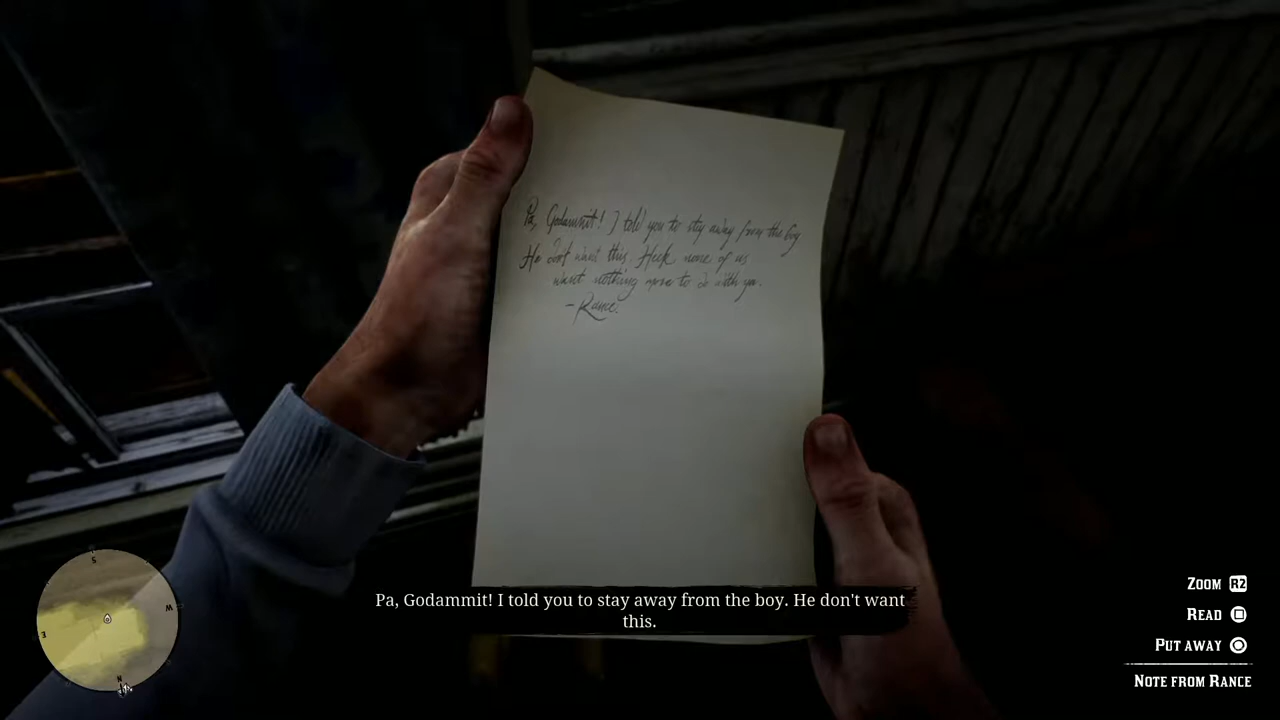 Pa, Godammit! I told you to stay away from the boy
He don't want this. Heck none of us
want nothing more to do with ya.
- Rance.
Pa, Godammit! I told you to stay away from the boy. He don't want
this.
S
W
E
N
ZOOM R2
READ
PUT AWAY
NOTE FROM RANCE